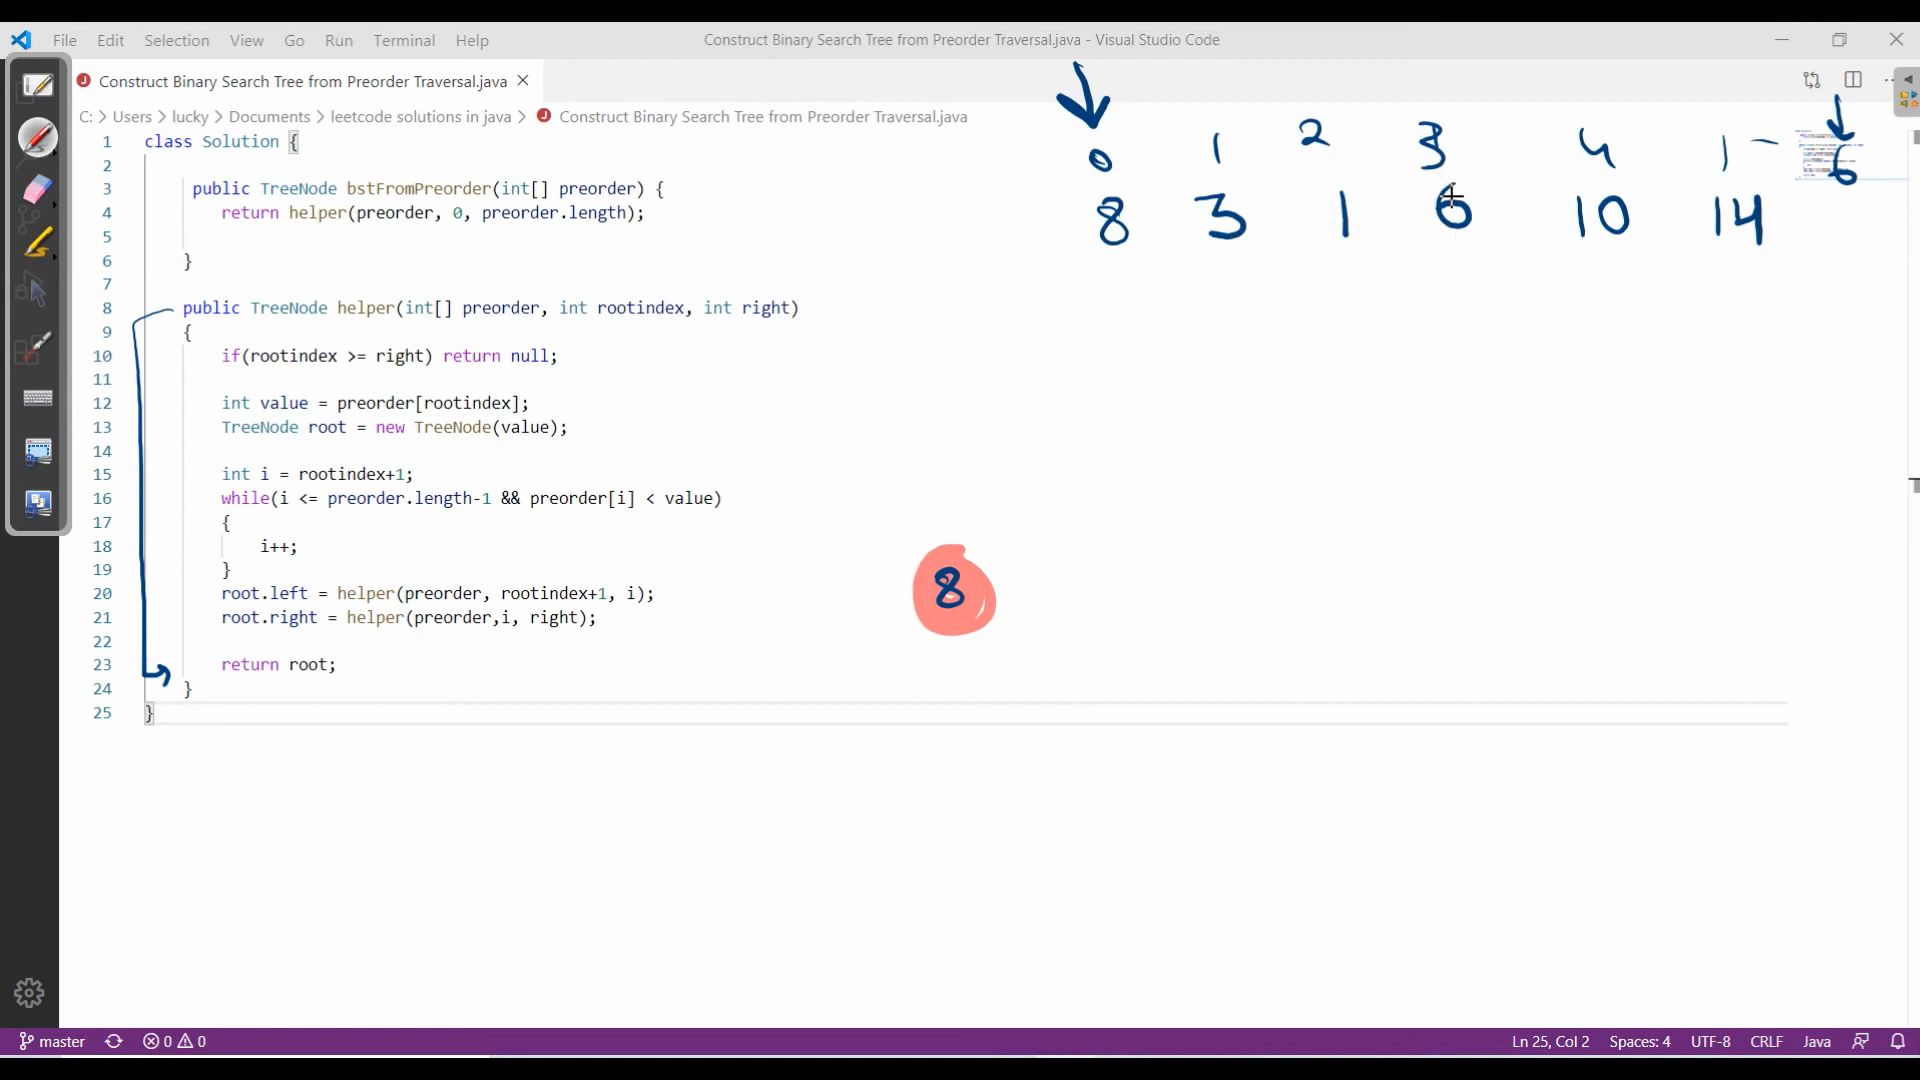 File Edit Selection View Go Run Terminal Help
Construct Binary Search Tree from Preorder Traversal.java - Visual Studio Code
Construct Binary Search Tree from Preorder Traversal.java
C: > Users > lucky > Documents > leetcode solutions in java > Construct Binary Search Tree from Preorder Traversal.java
0 1 2 3 4 1 6
8 3 1 6 10 14
1 class Solution {
2
3 public TreeNode bstFromPreorder(int[] preorder) {
4 return helper(preorder, 0, preorder.length);
5
6 }
7
8 public TreeNode helper(int[] preorder, int rootindex, int right)
9 {
10 if(rootindex >= right) return null;
11
12 int value = preorder[rootindex];
13 TreeNode root = new TreeNode(value);
14
15 int i = rootindex+1;
16 while(i <= preorder.length-1 && preorder[i] < value)
17 {
18 i++;
19 }
20 root.left = helper(preorder, rootindex+1, i);
21 root.right = helper(preorder,i, right);
22
23 return root;
24 }
25 }
8
master 0 0 Ln 25, Col 2 Spaces: 4 UTF-8 CRLF Java